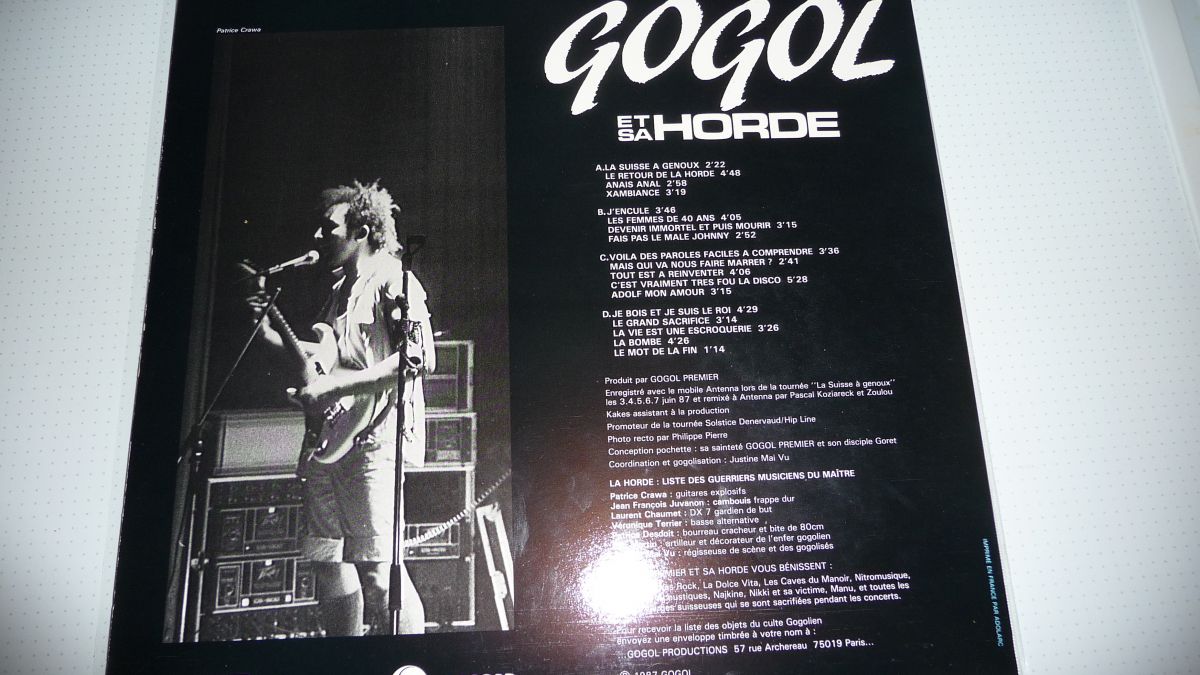 Patrice Crawa
GOGOL
ET SA HORDE
A.LA SUISSE A GENOUX 2'22
LE RETOUR DE LA HORDE 4'48
ANAIS ANAL 2'58
XAMBIANCE 3'19
B.J'ENCULE 3'46
LES FEMMES DE 40 ANS 4'05
DEVENIR IMMORTEL ET PUIS MOURIR 3'15
FAIS PAS LE MALE JOHNNY 2'52
C.VOILA DES PAROLES FACILES A COMPRENDRE 3'36
MAIS QUI VA NOUS FAIRE MARRER ? 2'41
TOUT EST A REINVENTER 4'06
C'EST VRAIMENT TRES FOU LA DISCO 5'28
ADOLF MON AMOUR 3'15
D.JE BOIS ET JE SUIS LE ROI 4'29
LE GRAND SACRIFICE 3'14
LA VIE EST UNE ESCROQUERIE 3'26
LA BOMBE 4'26
LE MOT DE LA FIN 1'14
Produit par GOGOL PREMIER
Enregistré avec le mobile Antenna lors de la tournée ''La Suisse à genoux''
les 3.4.5.6.7 juin 87 et remixé à Antenna par Pascal Koziareck et Zoulou
Kakes assistant à la production
Promoteur de la tournée Solstice Denervaud/Hip Line
Photo recto par Philippe Pierre
Conception pochette : sa sainteté GOGOL PREMIER et son disciple Goret
Coordination et gogolisation : Justine Mai Vu
LA HORDE : LISTE DES GUERRIERS MUSICIENS DU MAÎTRE
Patrice Crawa : guitares explosifs
Jean François Juvanon : cambouis frappe dur
Laurent Chaumet : DX 7 gardien de but
Véronique Terrier : basse alternative
Desdoit : bourreau cracheur et bite de 80cm
: artilleur et décorateur de l'enfer gogolien
Vu : régisseuse de scène et des gogolisés
ET SA HORDE VOUS BÉNISSENT :
Rock, La Dolce Vita, Les Caves du Manoir, Nitromusique,
Najkine, Nikki et sa victime, Manu, et toutes les
suisseuses qui se sont sacrifiées pendant les concerts.
Pour recevoir la liste des objets du culte Gogolien
envoyez une enveloppe timbrée à votre nom à :
...GOGOL PRODUCTIONS 57 rue Archereau 75019 Paris...
© 1987 GOGOL
IMPRIMÉ EN FRANCE PAR ADOLARC